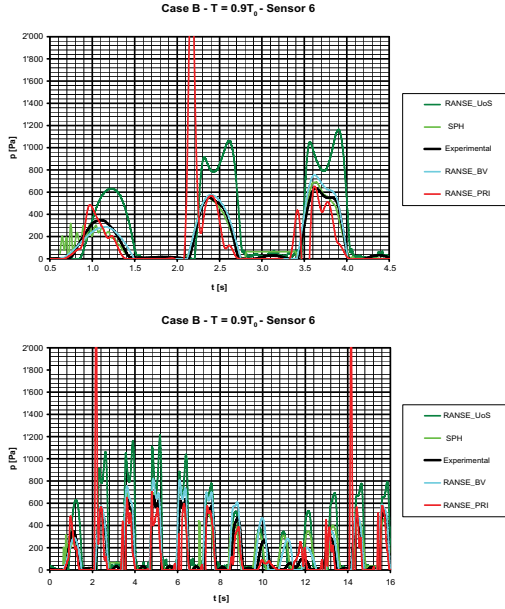 Case B - T = 0.9T0 - Sensor 6
2'000
1'800
1'600
1'400
1'200
1'000
800
600
400
200
0
p [Pa]
0.5 1.0 1.5 2.0 2.5 3.0 3.5 4.0 4.5
t [s]
RANSE_UoS
SPH
Experimental
RANSE_BV
RANSE_PRI
Case B - T = 0.9T0 - Sensor 6
2'000
1'800
1'600
1'400
1'200
1'000
800
600
400
200
0
p [Pa]
0 2 4 6 8 10 12 14 16
t [s]
RANSE_UoS
SPH
Experimental
RANSE_BV
RANSE_PRI